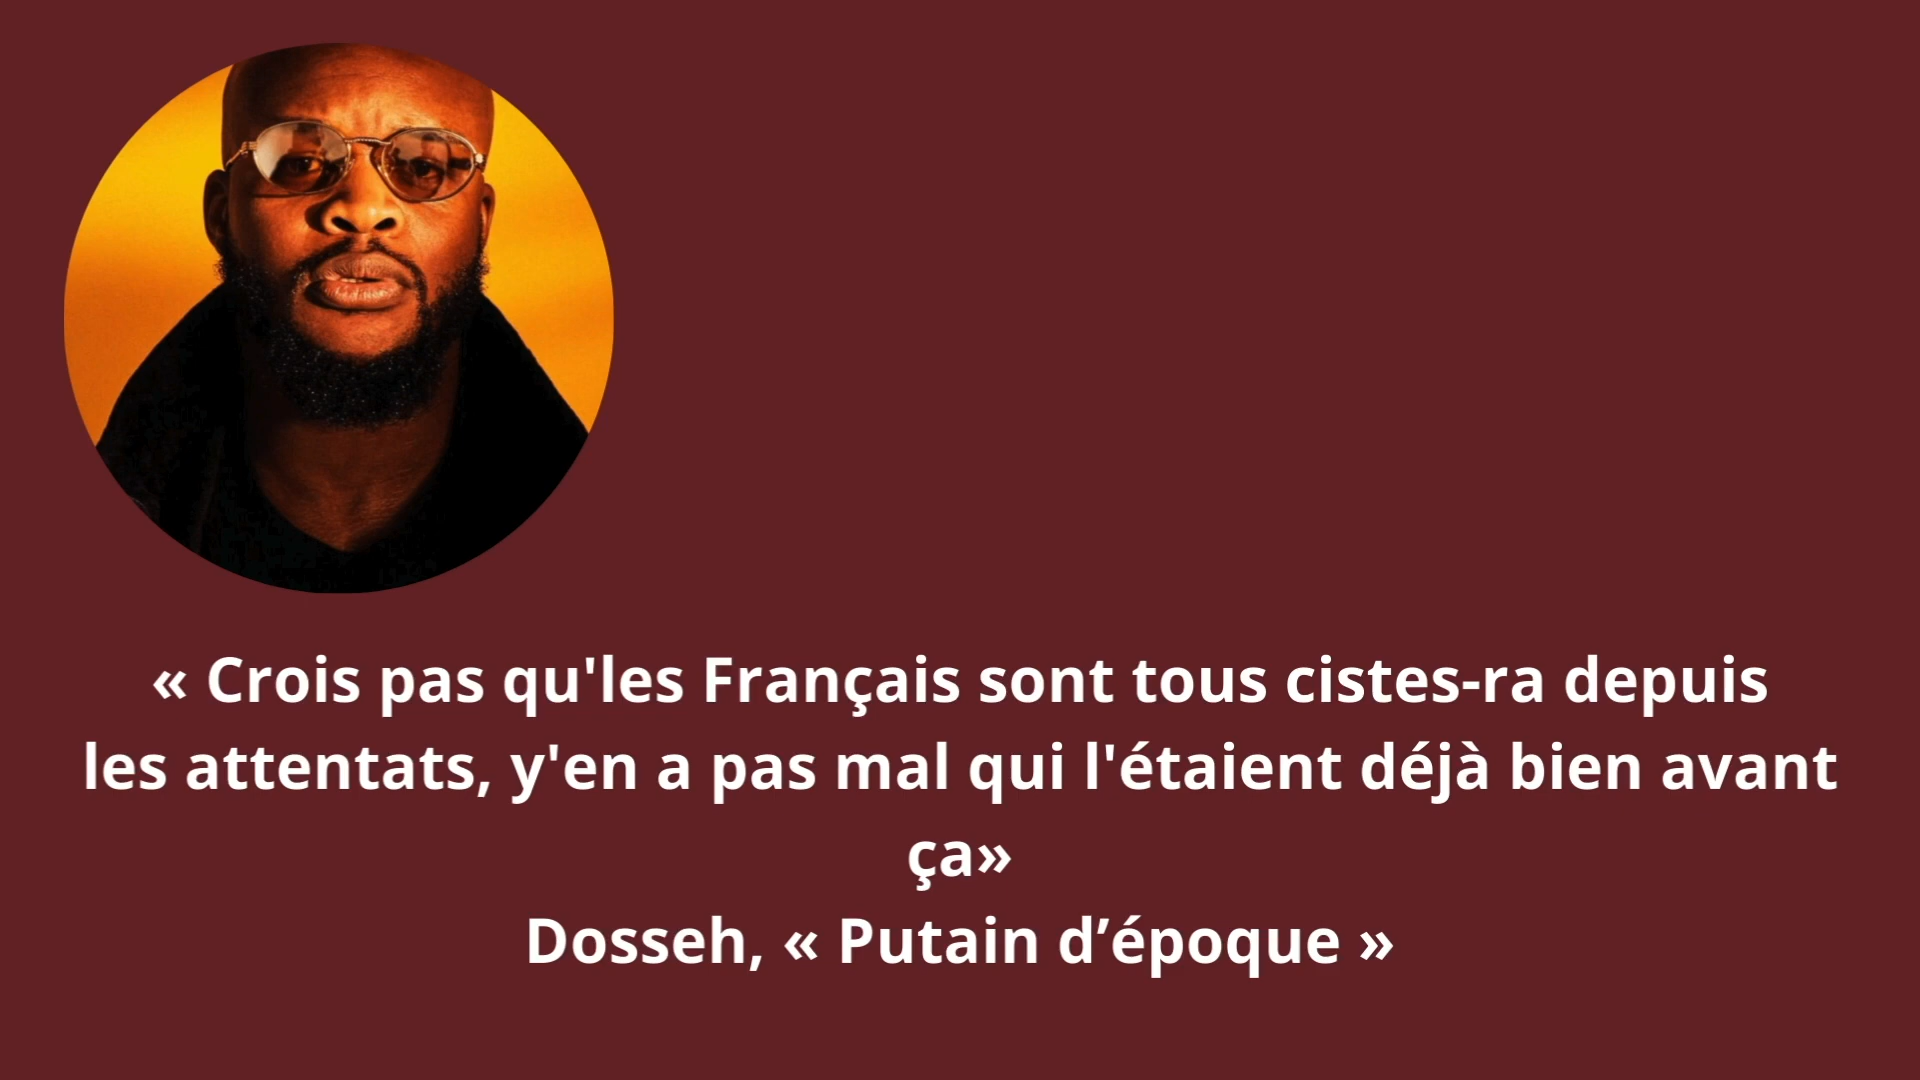 « Crois pas qu'les Français sont tous cistes-ra depuis
les attentats, y'en a pas mal qui l'étaient déjà bien avant
ça»
Dosseh, « Putain d’époque »